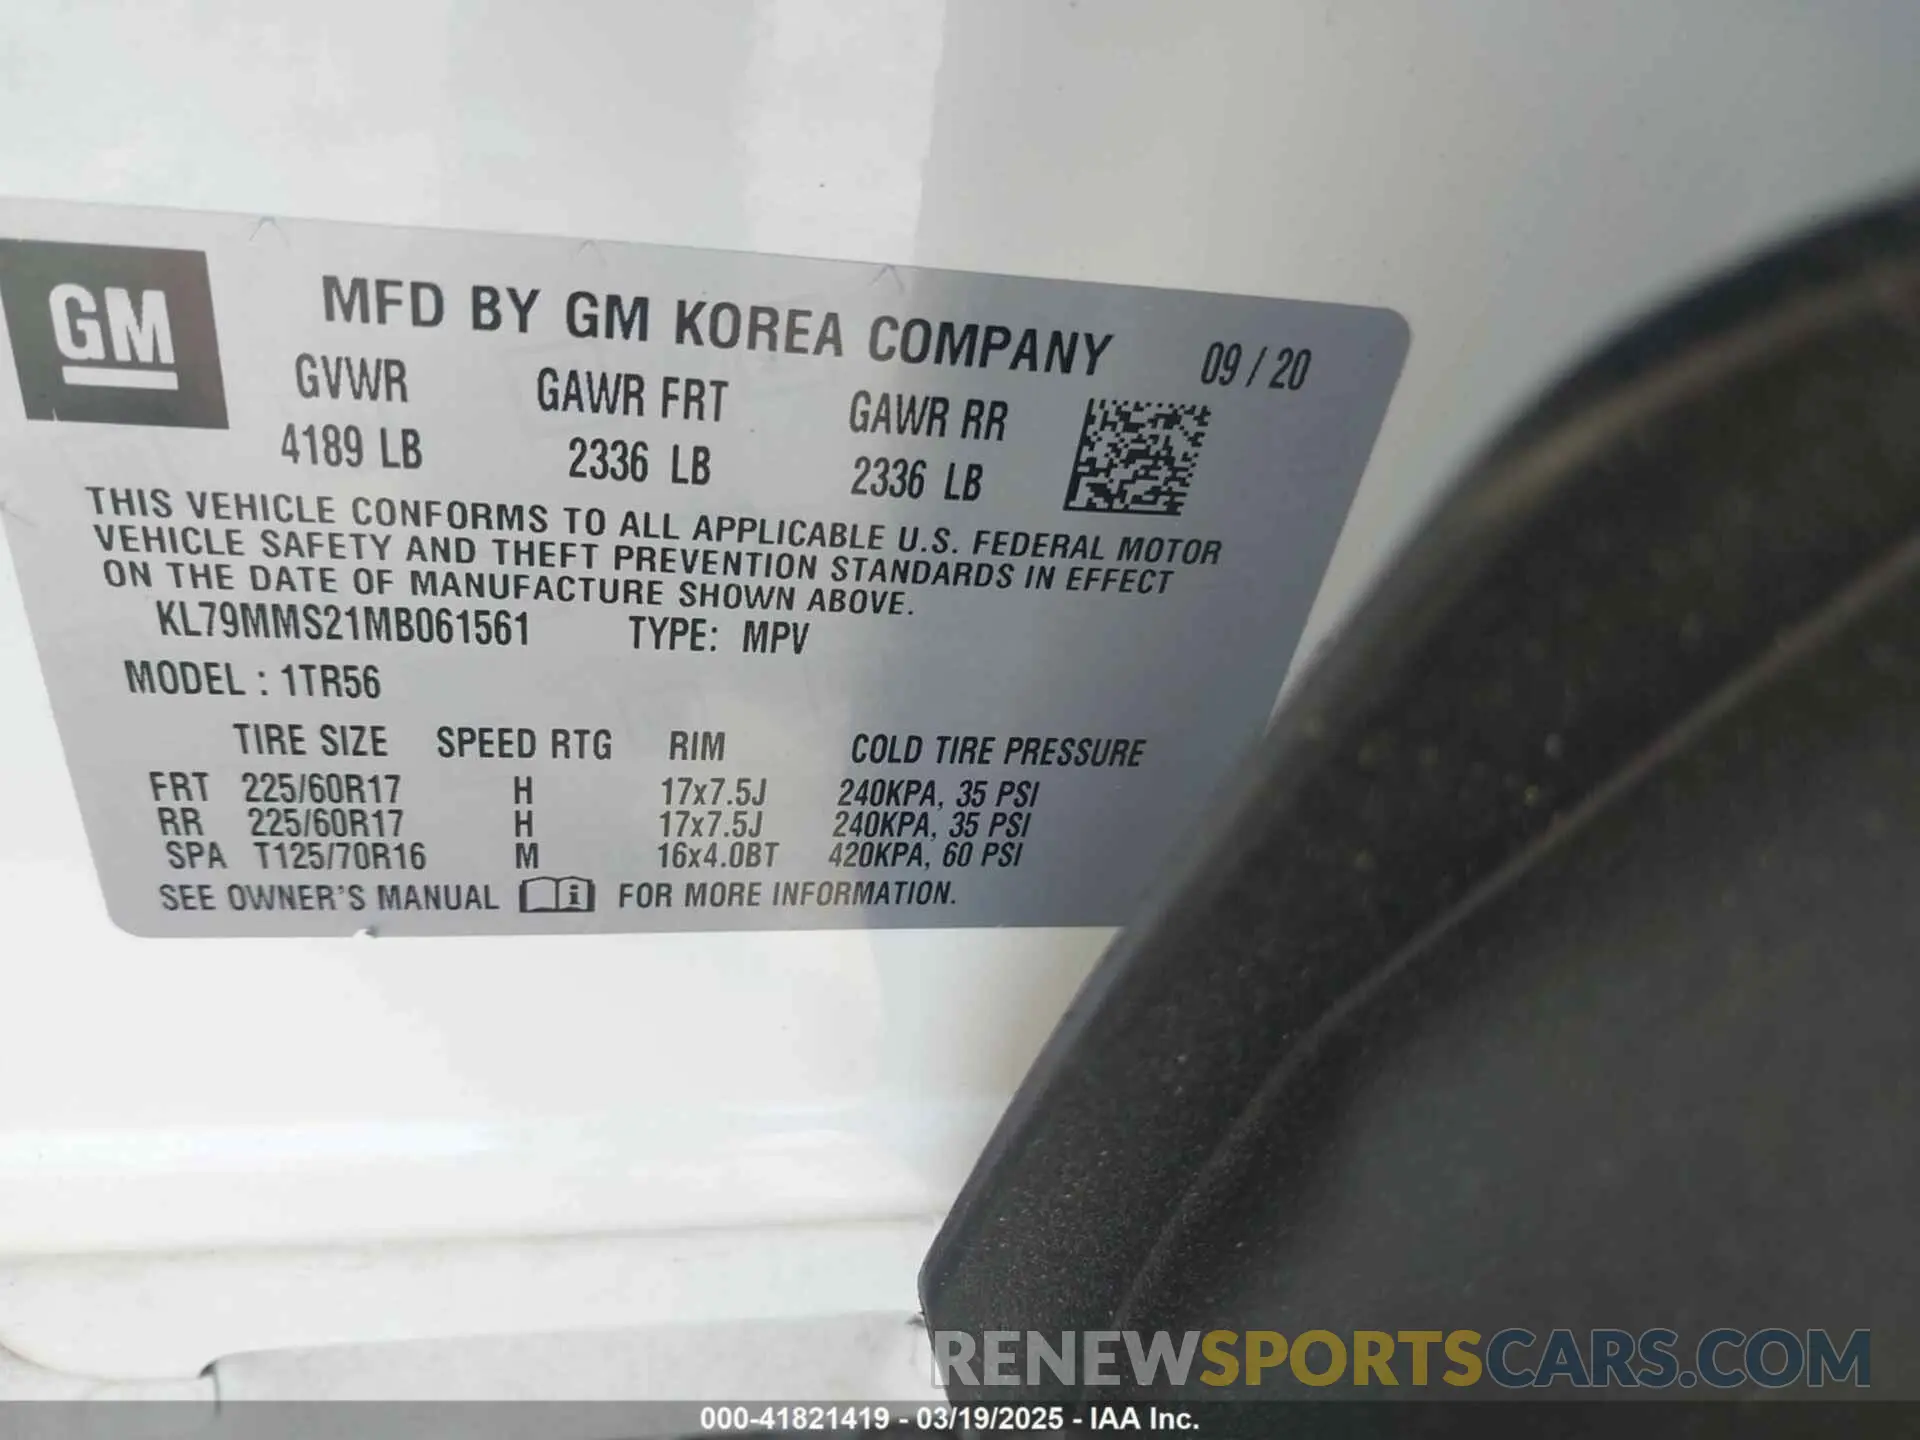 GM
MFD BY GM KOREA COMPANY 09 / 20
GVWR GAWR FRT GAWR RR
4189 LB 2336 LB 2336 LB
THIS VEHICLE CONFORMS TO ALL APPLICABLE U.S. FEDERAL MOTOR
VEHICLE SAFETY AND THEFT PREVENTION STANDARDS IN EFFECT
ON THE DATE OF MANUFACTURE SHOWN ABOVE.
KL79MMS21MB061561 TYPE: MPV
MODEL : 1TR56
TIRE SIZE SPEED RTG RIM COLD TIRE PRESSURE
FRT 225/60R17 H 17x7.5J 240KPA, 35 PSI
RR 225/60R17 H 17x7.5J 240KPA, 35 PSI
SPA T125/70R16 M 16x4.0BT 420KPA, 60 PSI
SEE OWNER'S MANUAL i FOR MORE INFORMATION.
RENEWSPORTSCARS.COM
000-41821419 - 03/19/2025 - IAA Inc.